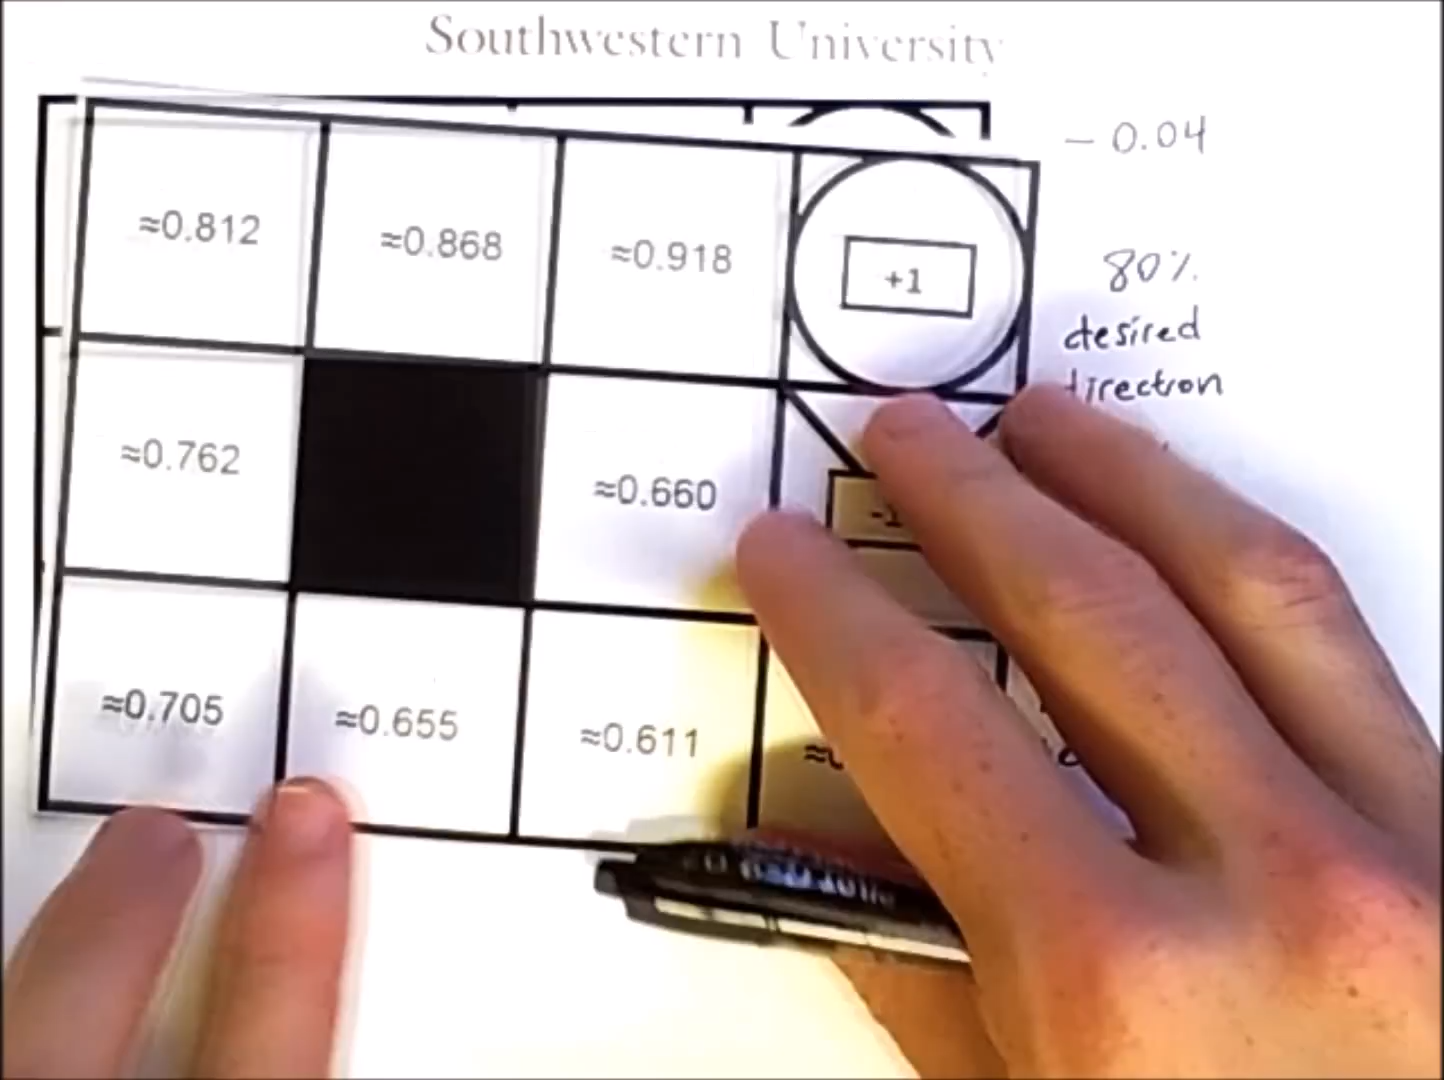 Southwestern University
- 0.04
≈0.812 ≈0.868 ≈0.918 +1
80%
desired
direction
≈0.762 ≈0.660
≈0.705 ≈0.655 ≈0.611